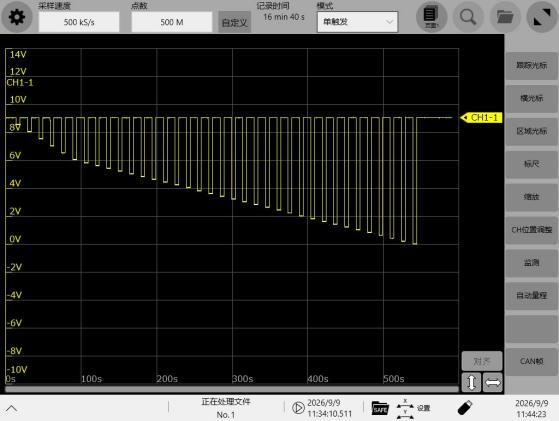 采样速度
点数
记录时间
模式
500 kS/s
500 M
自定义
16 min 40 s
单触发
页面1
14V
12V
CH1-1
10V
8V
6V
4V
2V
0V
-2V
-4V
-6V
-8V
-10V
0s
100s
200s
300s
400s
500s
CH1-1
跟踪光标
横光标
区域光标
标尺
缩放
CH位置调整
监测
自动量程
CAN帧
对齐
正在处理文件
No. 1
2026/9/9
11:34:10.511
SAFE
X
Y
设置
2026/9/9
11:44:23